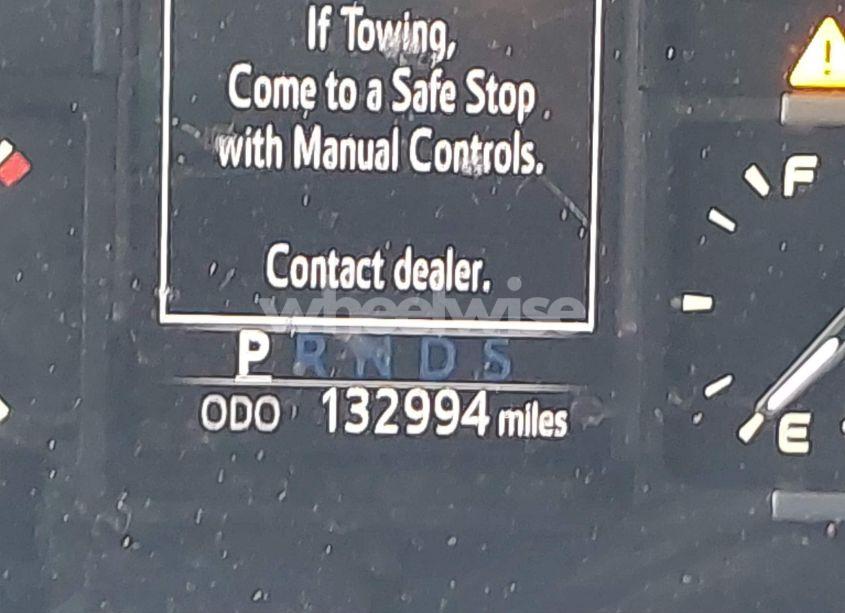 If Towing,
Come to a Safe Stop
with Manual Controls.
Contact dealer.
wheelwise
P R N D S
ODO 132994 miles
F
E